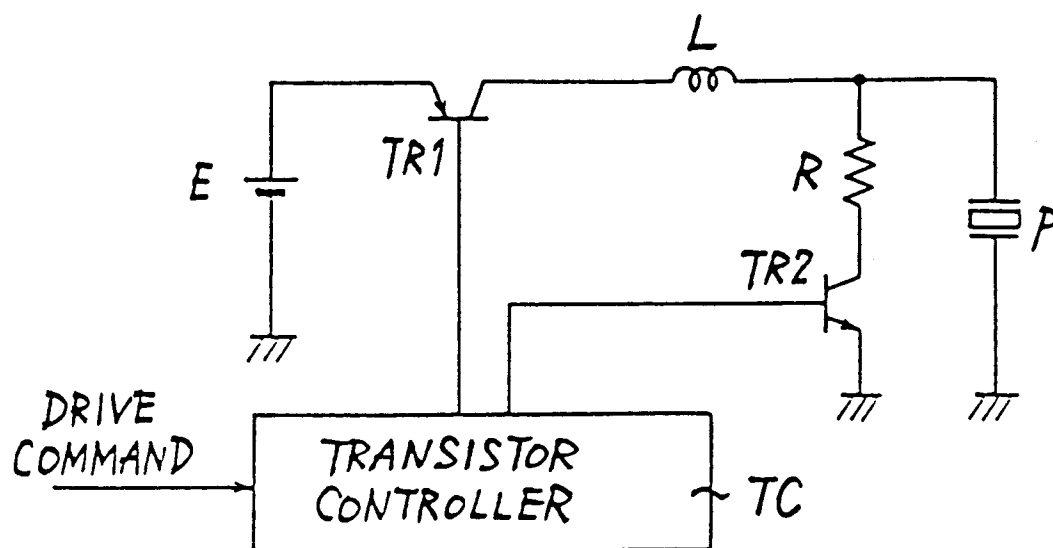 L
E
TR1
R
P
TR2
DRIVE
COMMAND
TRANSISTOR
CONTROLLER
TC